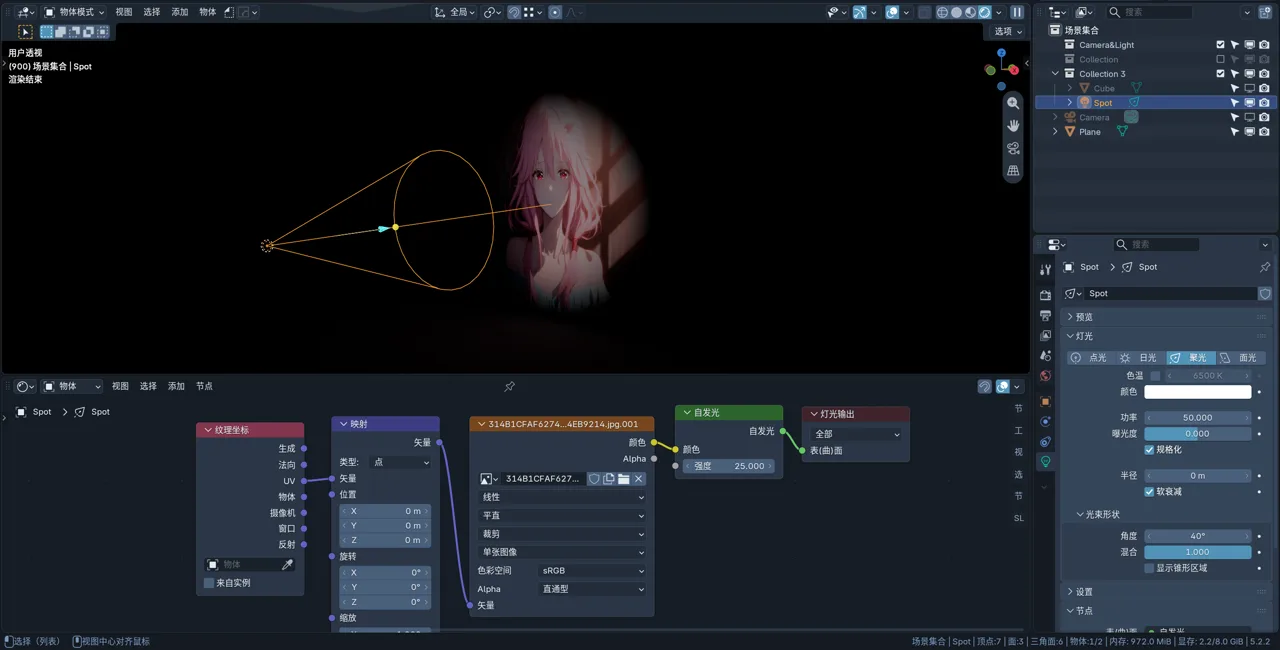 物体模式 视图 选择 添加 物体 全局
选项
用户透视
(900) 场景集合 | Spot
渲染结束
搜索
场景集合
Camera&Light
Collection
Collection 3
Cube
Spot
Camera
Plane
搜索
Spot Spot
Spot
预览
灯光
点光 日光 聚光 面光
色温 6500 K
颜色
功率 50.000
曝光度 0.000
规格化
半径 0 m
软衰减
光束形状
角度 40°
混合 1.000
显示锥形区域
设置
节点
物体 视图 选择 添加 节点
Spot Spot
纹理坐标
生成
法向
UV
物体
摄像机
窗口
反射
物体
来自实例
映射
矢量
类型: 点
矢量
位置
X 0 m
Y 0 m
Z 0 m
旋转
X 0°
Y 0°
Z 0°
缩放
314B1CFAF6274...4EB9214.jpg.001
颜色
Alpha
314B1CFAF627...
线性
平直
裁剪
单张图像
色彩空间 sRGB
Alpha 直通型
矢量
自发光
自发光
颜色
强度 25.000
灯光输出
全部
表(曲)面
节
工
视
选
节
SL
选择（列表） 视图中心对齐鼠标
场景集合 | Spot | 顶点:7 | 面:3 | 三角面:6 | 物体:1/2 | 内存: 972.0 MiB | 显存: 2.2/8.0 GiB | 5.2.2